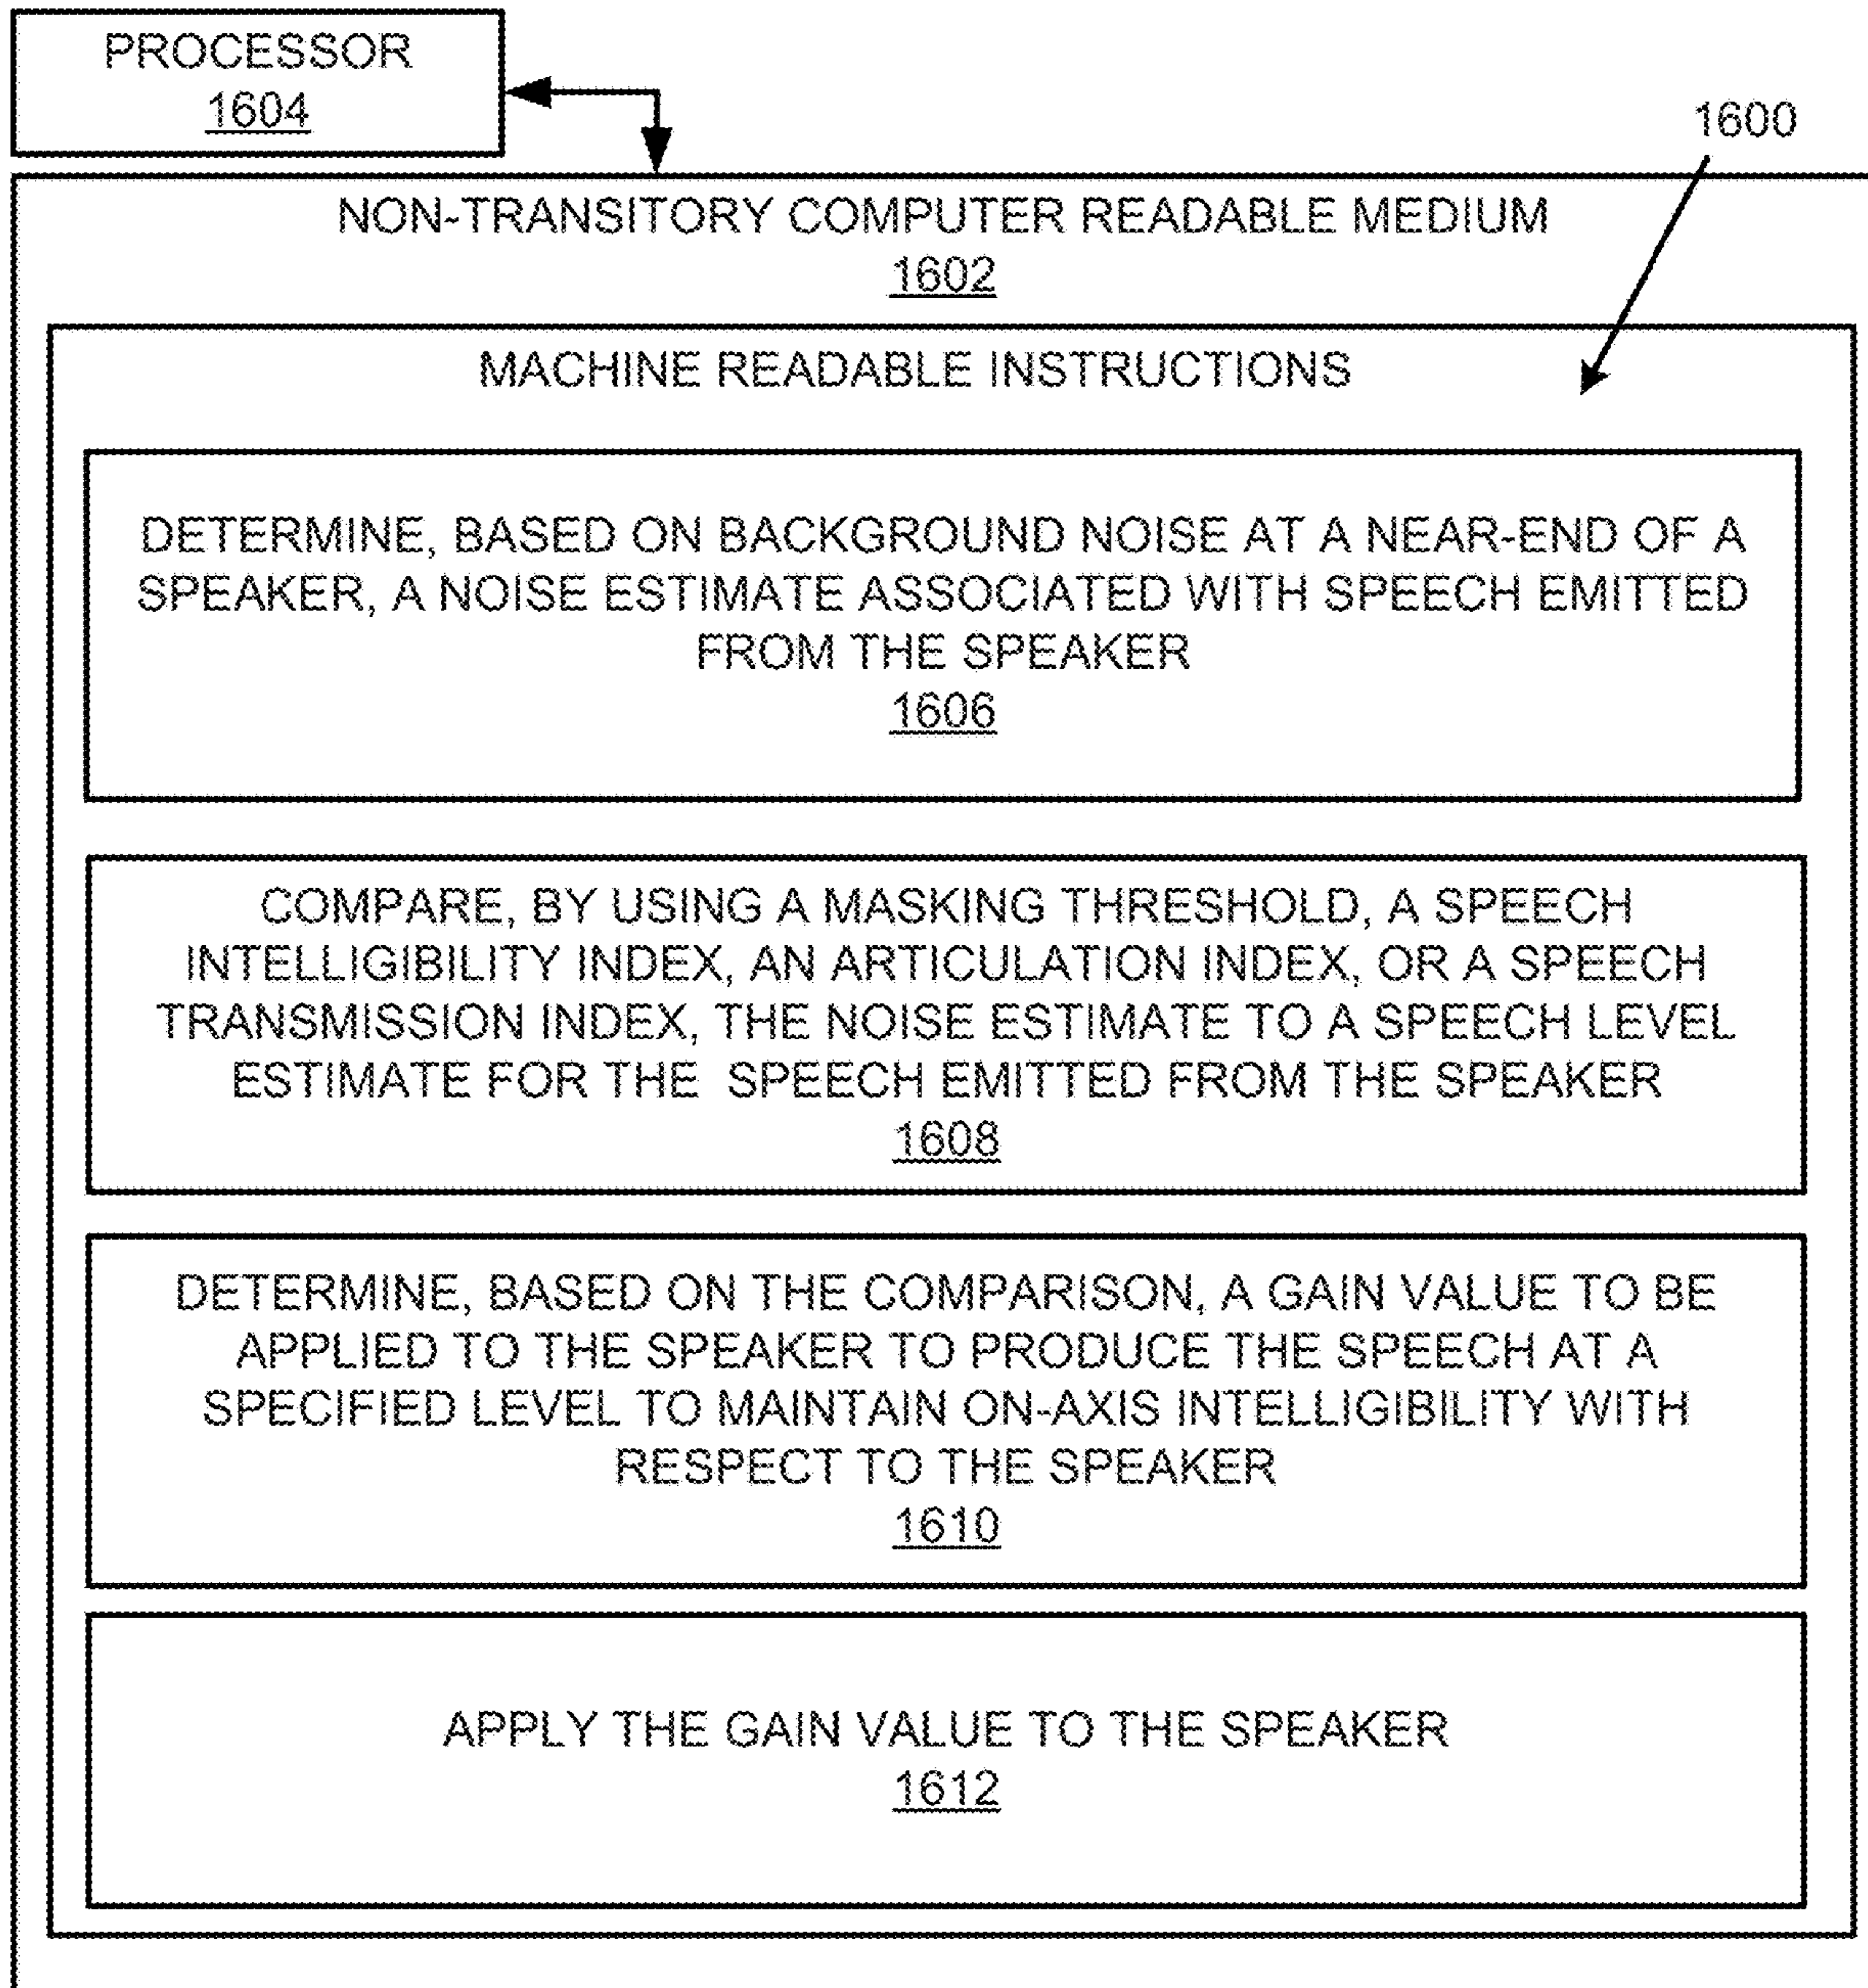 PROCESSOR
1604
1600
NON-TRANSITORY COMPUTER READABLE MEDIUM
1602
MACHINE READABLE INSTRUCTIONS
DETERMINE, BASED ON BACKGROUND NOISE AT A NEAR-END OF A
SPEAKER, A NOISE ESTIMATE ASSOCIATED WITH SPEECH EMITTED
FROM THE SPEAKER
1606
COMPARE, BY USING A MASKING THRESHOLD, A SPEECH
INTELLIGIBILITY INDEX, AN ARTICULATION INDEX, OR A SPEECH
TRANSMISSION INDEX, THE NOISE ESTIMATE TO A SPEECH LEVEL
ESTIMATE FOR THE SPEECH EMITTED FROM THE SPEAKER
1608
DETERMINE, BASED ON THE COMPARISON, A GAIN VALUE TO BE
APPLIED TO THE SPEAKER TO PRODUCE THE SPEECH AT A
SPECIFIED LEVEL TO MAINTAIN ON-AXIS INTELLIGIBILITY WITH
RESPECT TO THE SPEAKER
1610
APPLY THE GAIN VALUE TO THE SPEAKER
1612